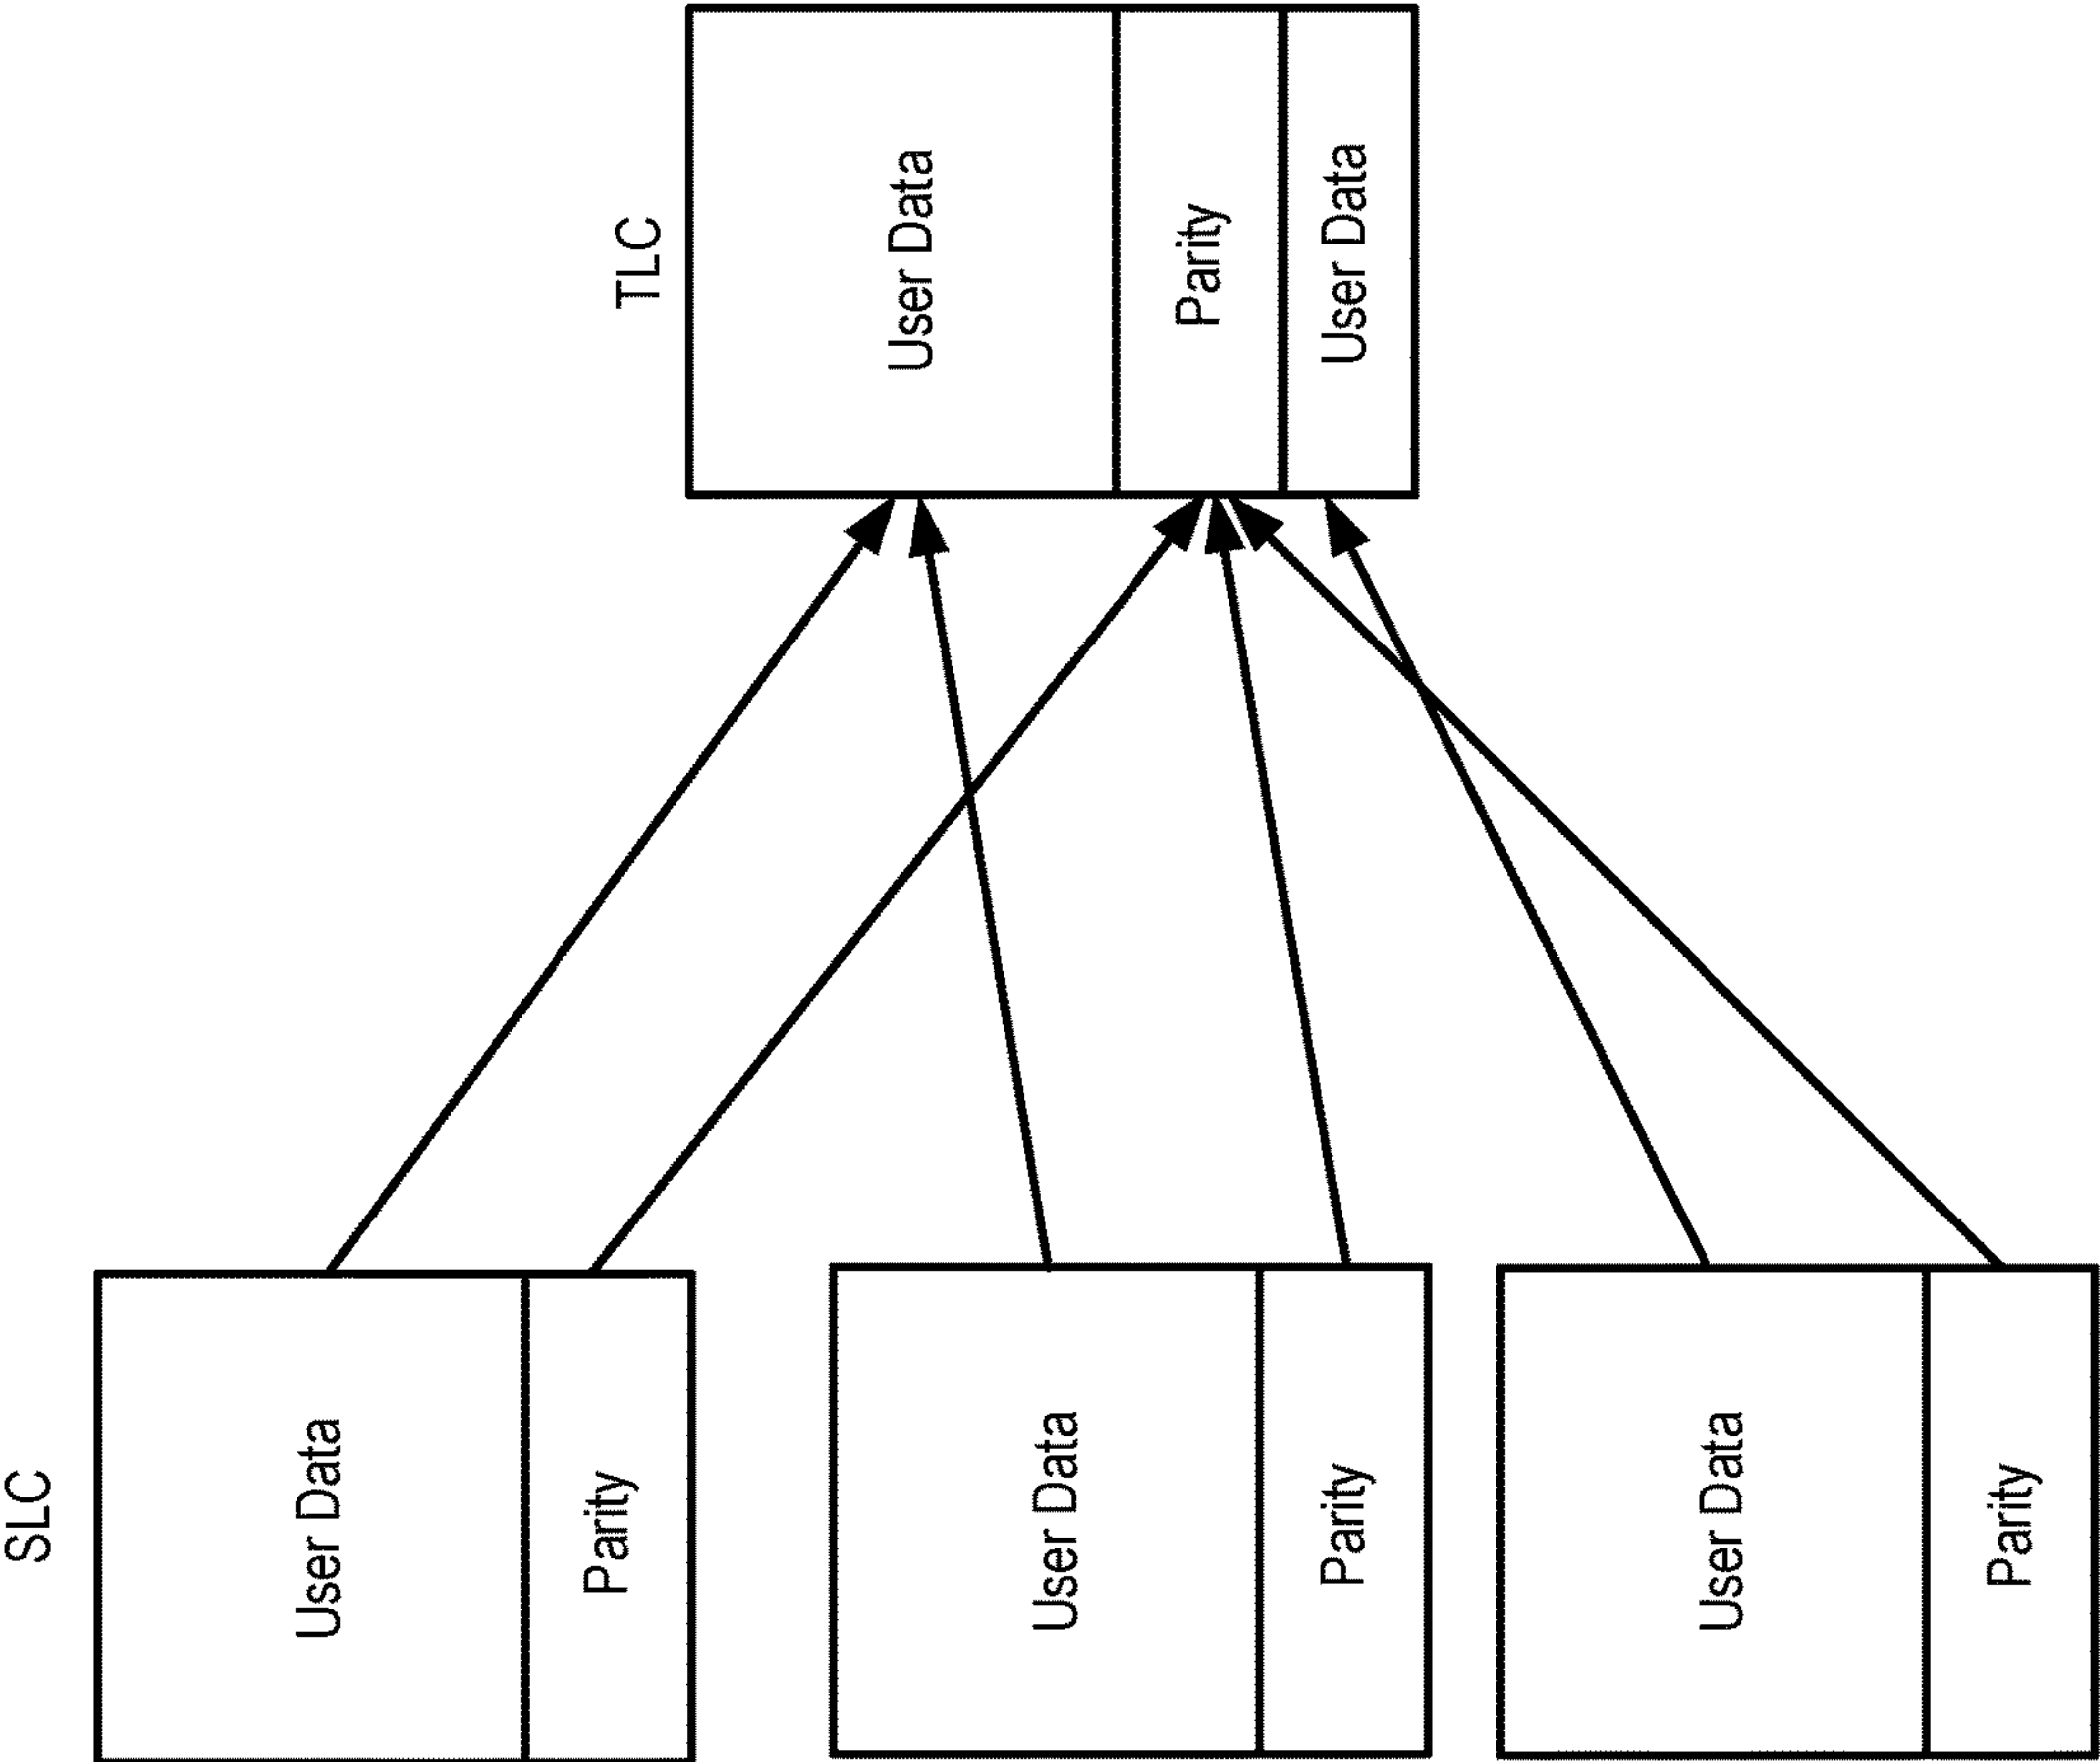 SLC
User Data
Parity
User Data
Parity
User Data
Parity
TLC
User Data
Parity
User Data